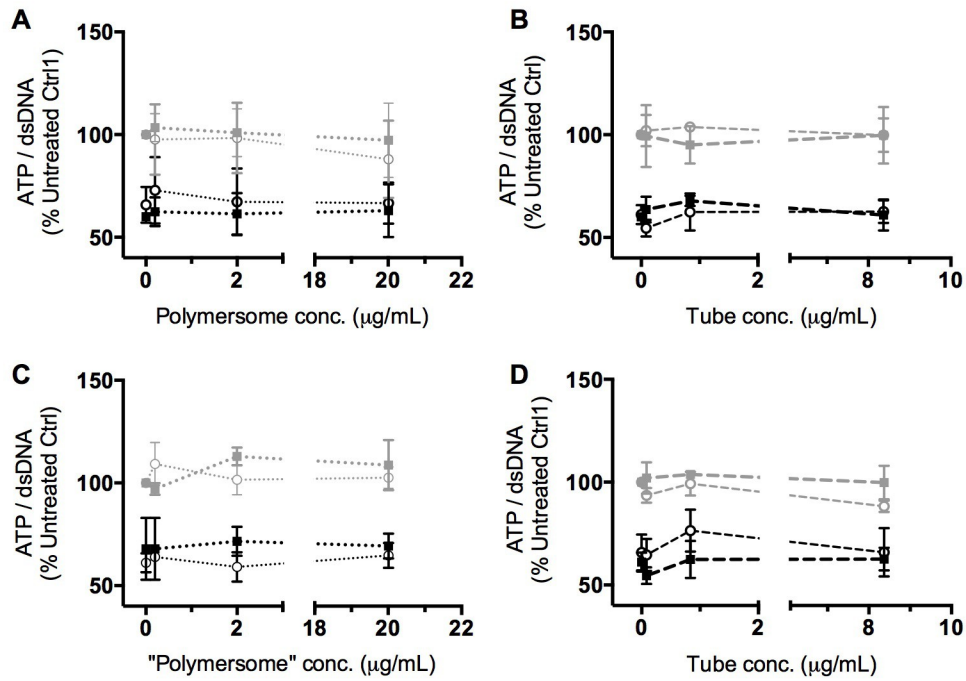 A
150
100
50
ATP / dsDNA
(% Untreated Ctrl1)
0 2 18 20 22
Polymersome conc. (µg/mL)
B
150
100
50
ATP / dsDNA
(% Untreated Ctrl)
0 2 8 10
Tube conc. (µg/mL)
C
150
100
50
ATP / dsDNA
(% Untreated Ctrl)
0 2 18 20 22
"Polymersome" conc. (µg/mL)
D
150
100
50
ATP / dsDNA
(% Untreated Ctrl1)
0 2 8 10
Tube conc. (µg/mL)